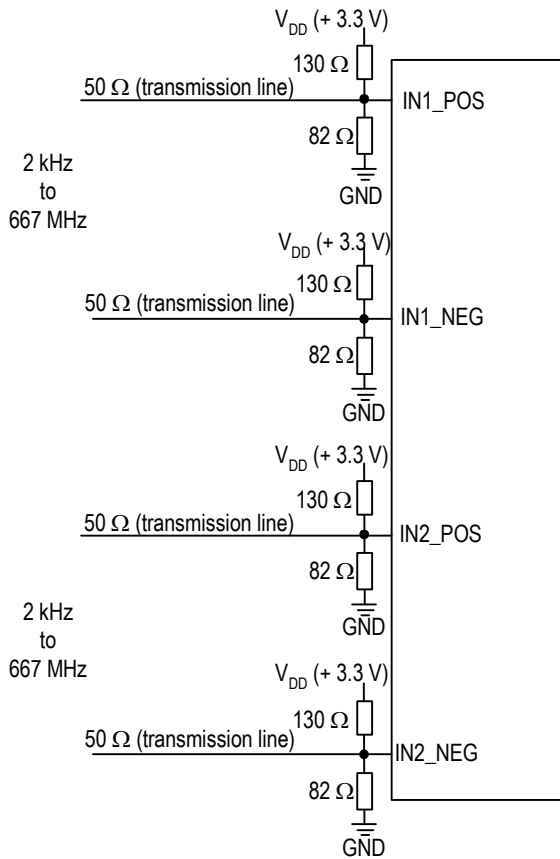 V_DD (+ 3.3 V)
130 Ω
50 Ω (transmission line)
IN1_POS
82 Ω
GND
2 kHz
to
667 MHz
V_DD (+ 3.3 V)
130 Ω
50 Ω (transmission line)
IN1_NEG
82 Ω
GND
V_DD (+ 3.3 V)
130 Ω
50 Ω (transmission line)
IN2_POS
82 Ω
GND
2 kHz
to
667 MHz
V_DD (+ 3.3 V)
130 Ω
50 Ω (transmission line)
IN2_NEG
82 Ω
GND